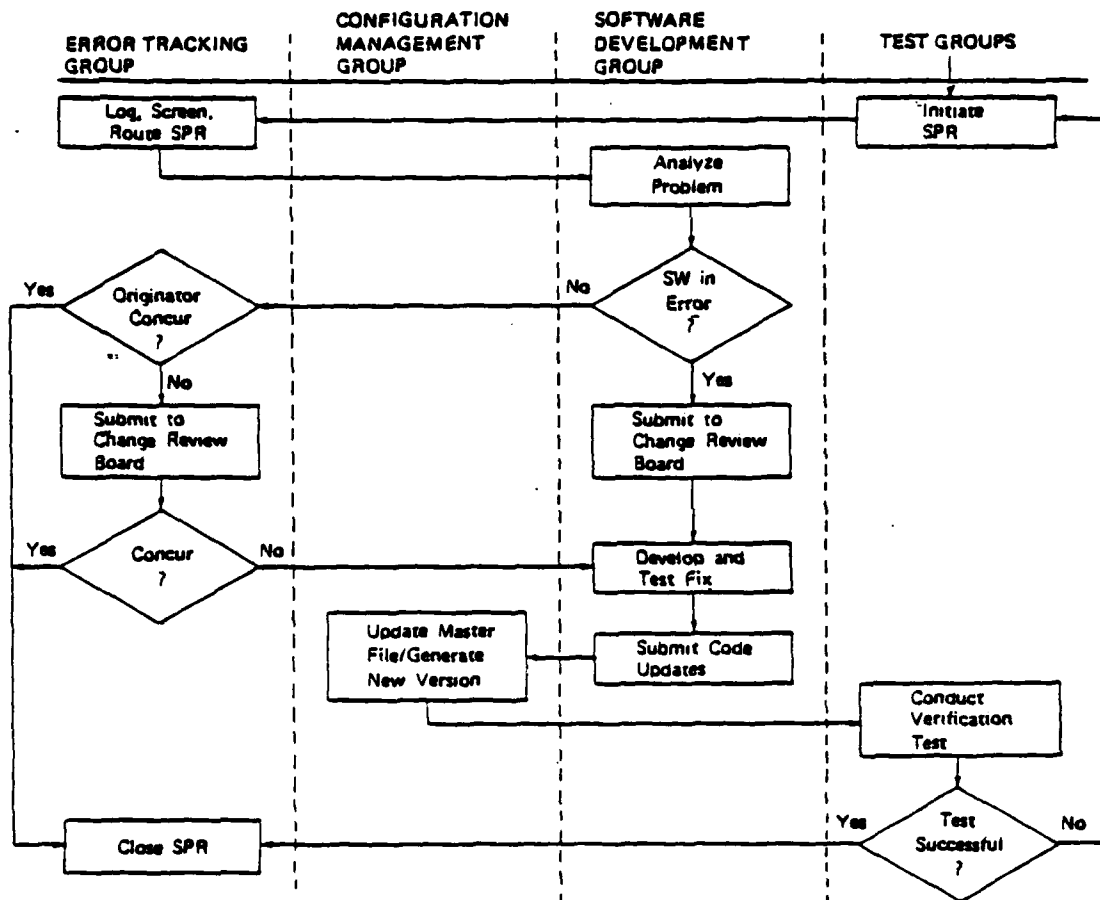 ERROR TRACKING
GROUP
CONFIGURATION
MANAGEMENT
GROUP
SOFTWARE
DEVELOPMENT
GROUP
TEST GROUPS
Log, Screen,
Route SPR
Initiate
SPR
Analyze
Problem
Yes
Originator
Concur
?
No
SW in
Error
?
No
Yes
Submit to
Change Review
Board
Submit to
Change Review
Board
Yes
Concur
?
No
Develop and
Test Fix
Update Master
File/Generate
New Version
Submit Code
Updates
Conduct
Verification
Test
Close SPR
Yes
Test
Successful
?
No